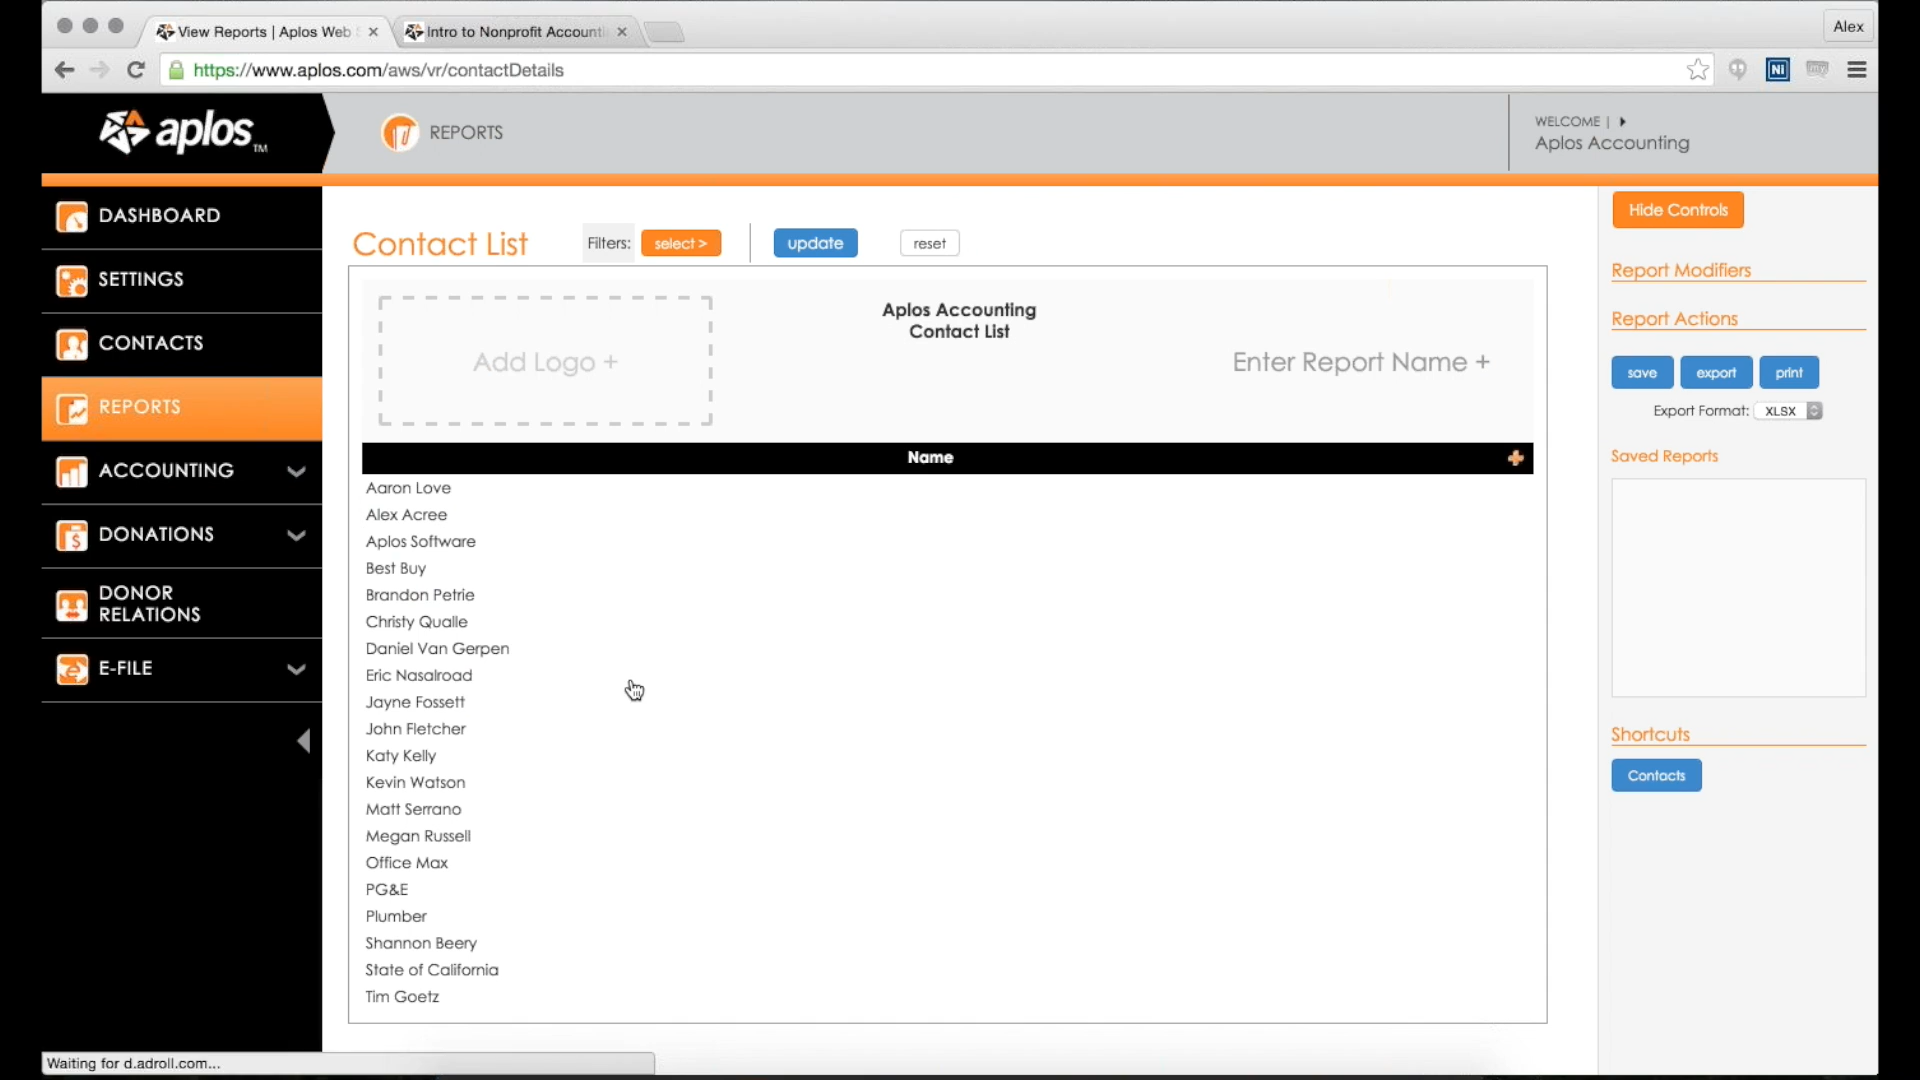 View Reports | Aplos Web S
Intro to Nonprofit Accounti
Alex
https://www.aplos.com/aws/vr/contactDetails
Ni
my
aplos TM
REPORTS
WELCOME |
Aplos Accounting
DASHBOARD
SETTINGS
CONTACTS
REPORTS
ACCOUNTING
DONATIONS
DONOR
RELATIONS
E-FILE
Contact List
Filters:
select >
update
reset
Add Logo +
Aplos Accounting
Contact List
Enter Report Name +
Name
Aaron Love
Alex Acree
Aplos Software
Best Buy
Brandon Petrie
Christy Qualle
Daniel Van Gerpen
Eric Nasalroad
Jayne Fossett
John Fletcher
Katy Kelly
Kevin Watson
Matt Serrano
Megan Russell
Office Max
PG&E
Plumber
Shannon Beery
State of California
Tim Goetz
Hide Controls
Report Modifiers
Report Actions
save
export
print
Export Format: XLSX
Saved Reports
Shortcuts
Contacts
Waiting for d.adroll.com...